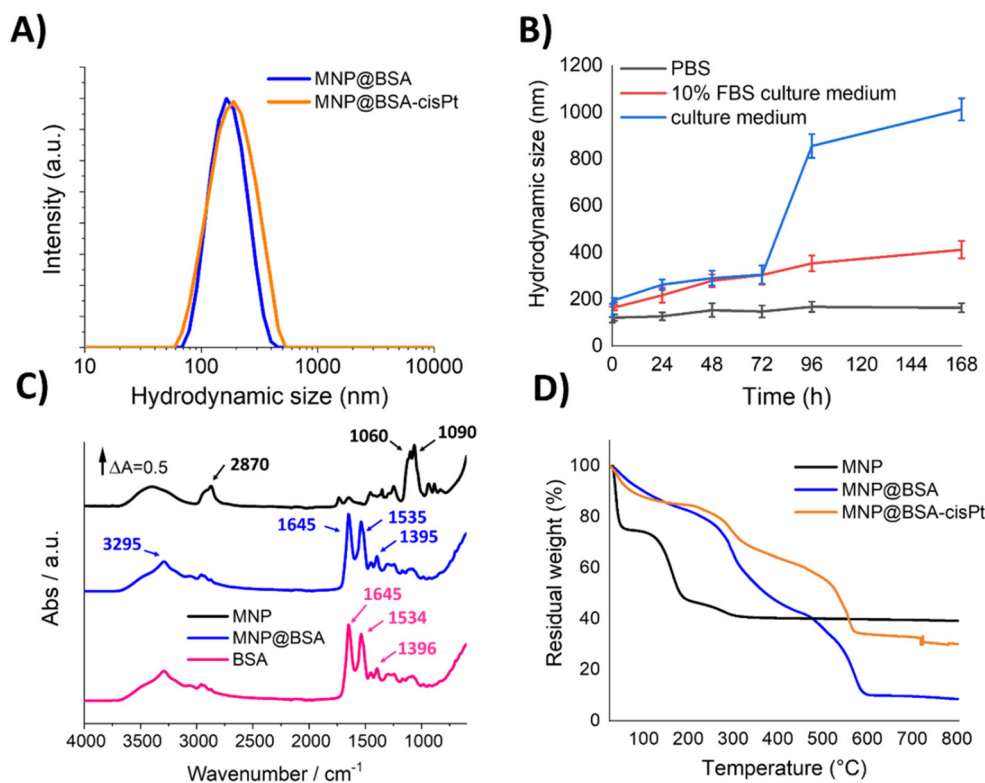 A)
MNP@BSA
MNP@BSA-cisPt
Intensity (a.u.)
10 100 1000 10000
Hydrodynamic size (nm)
B)
PBS
10% FBS culture medium
culture medium
Hydrodynamic size (nm)
1200
1000
800
600
400
200
0
0 24 48 72 96 120 144 168
Time (h)
C)
ΔA=0.5
2870
1060
1090
3295
1645
1535
1395
1645
1534
1396
MNP
MNP@BSA
BSA
Abs / a.u.
4000 3500 3000 2500 2000 1500 1000
Wavenumber / cm⁻¹
D)
MNP
MNP@BSA
MNP@BSA-cisPt
Residual weight (%)
100
80
60
40
20
0
100 200 300 400 500 600 700 800
Temperature (°C)